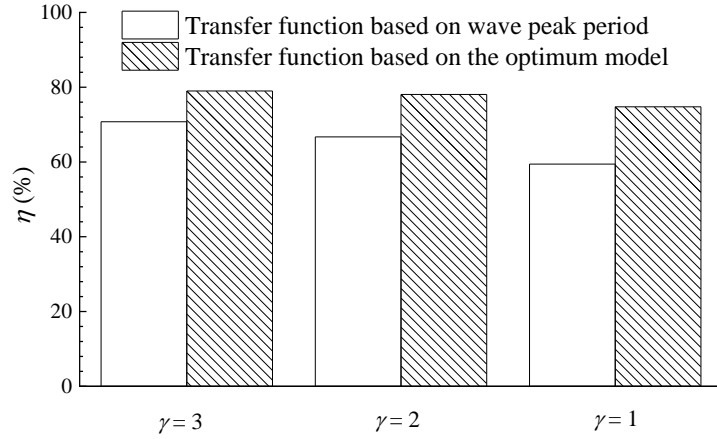 100
80
60
40
20
0
η (%)
Transfer function based on wave peak period
Transfer function based on the optimum model
γ = 3
γ = 2
γ = 1